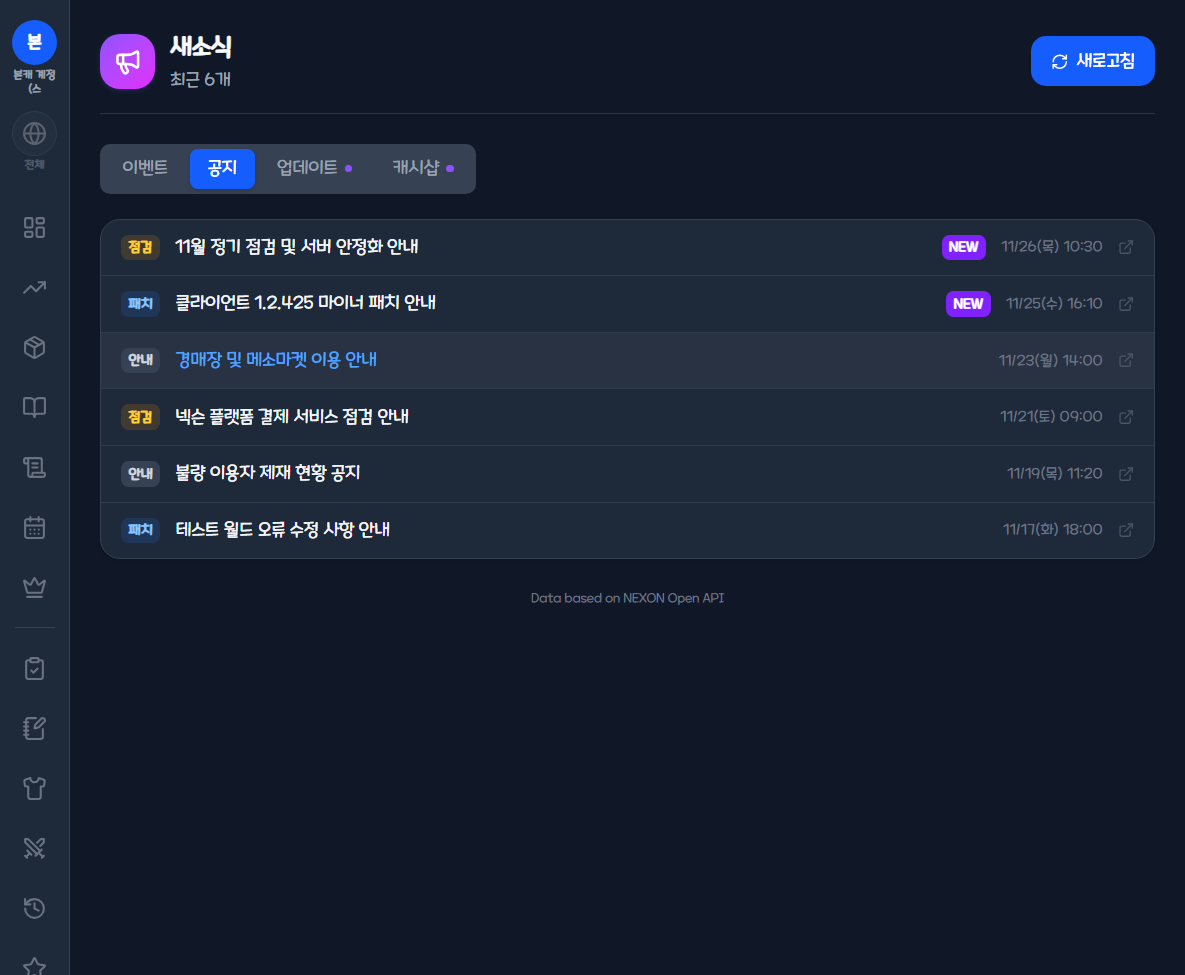 본
본캐 계정
(스
전체
새소식
최근 6개
새로고침
이벤트 공지 업데이트 캐시샵
점검 11월 정기 점검 및 서버 안정화 안내 NEW 11/26(목) 10:30
패치 클라이언트 1.2.425 마이너 패치 안내 NEW 11/25(수) 16:10
안내 경매장 및 메소마켓 이용 안내 11/23(월) 14:00
점검 넥슨 플랫폼 결제 서비스 점검 안내 11/21(토) 09:00
안내 불량 이용자 제재 현황 공지 11/19(목) 11:20
패치 테스트 월드 오류 수정 사항 안내 11/17(화) 18:00
Data based on NEXON Open API